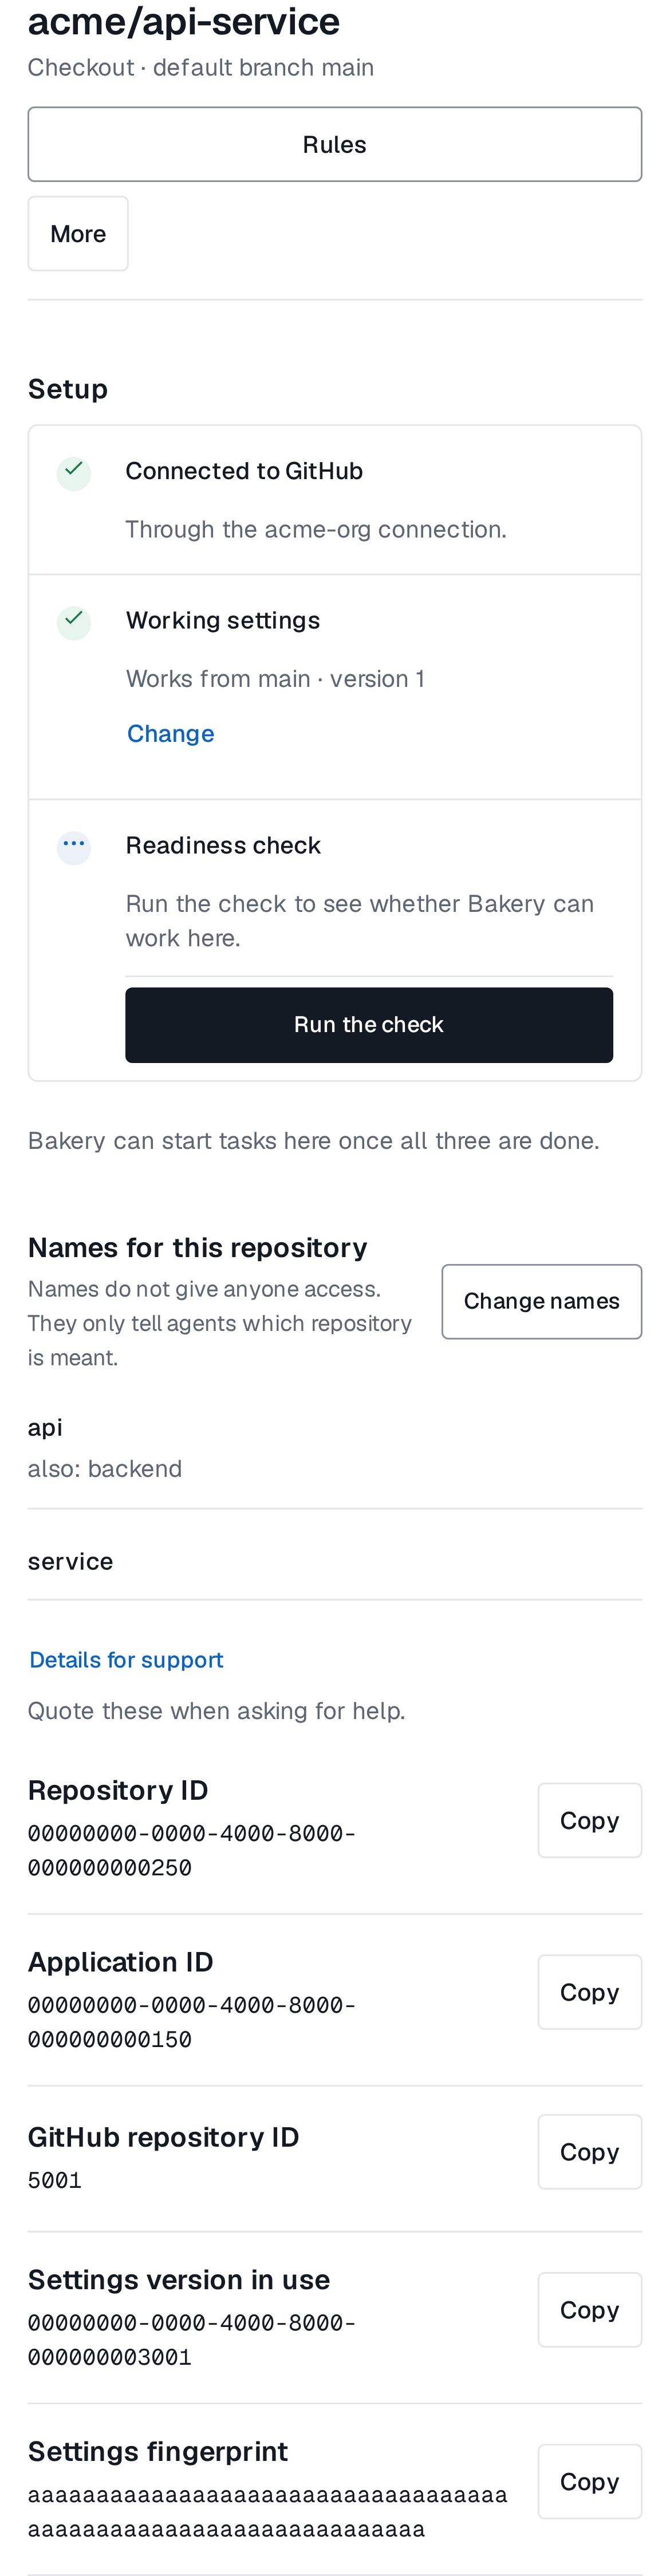 acme/api-service
Checkout · default branch main
Rules
More
Setup
Connected to GitHub
Through the acme-org connection.
Working settings
Works from main · version 1
Change
Readiness check
Run the check to see whether Bakery can
work here.
Run the check
Bakery can start tasks here once all three are done.
Names for this repository
Names do not give anyone access.
They only tell agents which repository
is meant.
Change names
api
also: backend
service
Details for support
Quote these when asking for help.
Repository ID
00000000-0000-4000-8000-
000000000250
Copy
Application ID
00000000-0000-4000-8000-
000000000150
Copy
GitHub repository ID
5001
Copy
Settings version in use
00000000-0000-4000-8000-
000000003001
Copy
Settings fingerprint
aaaaaaaaaaaaaaaaaaaaaaaaaaaaaaaaaaa
aaaaaaaaaaaaaaaaaaaaaaaaaaaaa
Copy